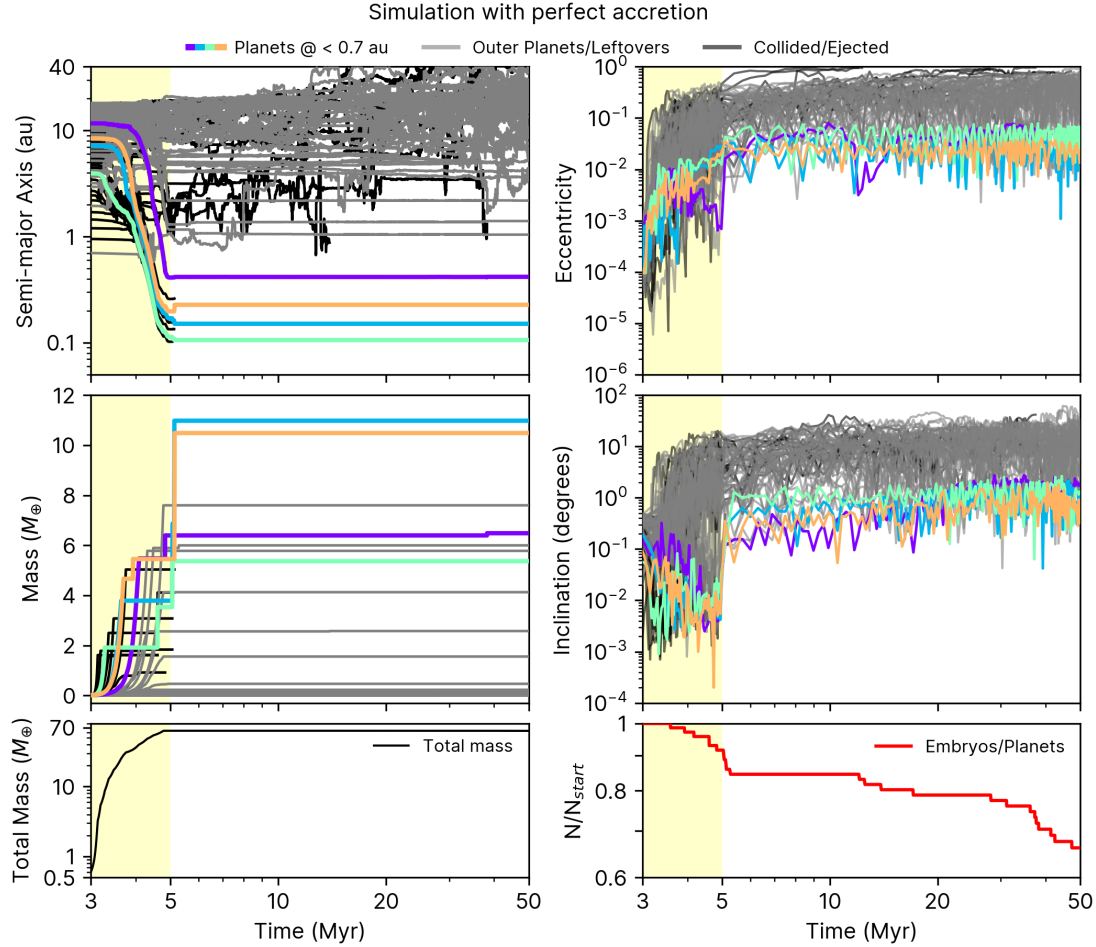 Simulation with perfect accretion
Planets @ < 0.7 au
Outer Planets/Leftovers
Collided/Ejected
Semi-major Axis (au)
40
10
1
0.1
Eccentricity
10⁰
10⁻¹
10⁻²
10⁻³
10⁻⁴
10⁻⁵
10⁻⁶
Mass (M⊕)
12
10
8
6
4
2
0
Inclination (degrees)
10²
10¹
10⁰
10⁻¹
10⁻²
10⁻³
10⁻⁴
Total Mass (M⊕)
70
10
1
0.5
Total mass
3 5 10 20 50
Time (Myr)
N/N_start
1
0.8
0.6
Embryos/Planets
3 5 10 20 50
Time (Myr)